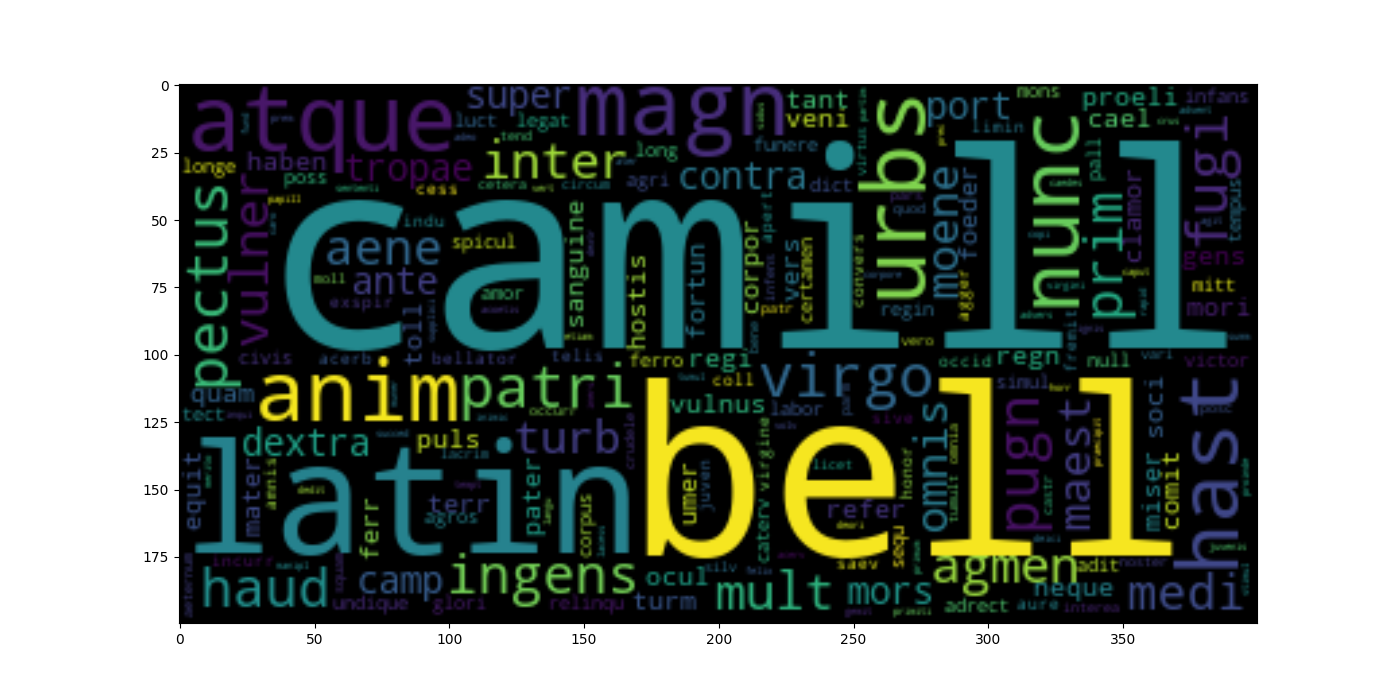 0
25
50
75
100
125
150
175
0 50 100 150 200 250 300 350
atque
super
magn
tant
veni
urbs
port
mons
proeli
infans
luct
legat
tend
cael
limin
longe
haben
tropae
inter
long
funere
contra
dict
nunc
pall
fugi
poss
cess
cetera
circum
agri
pectus
vulner
camill
indu
aene
spicul
ante
moll
amor
exspir
toll
sanguine
hostis
fortun
corpor
apert
vers
certamen
convers
patr
moene
foeder
agger
regin
prim
clamor
tempus
gens
mitt
mori
vero
civis
acerb
bellator
telis
ferro
regi
virgo
occid
regn
null
vari
victor
fremit
quam
tect
anim
patri
occurr
coll
vulnus
labor
simul
soci
hast
dextra
puls
lacrim
turb
crudele
bell
licet
omnis
omnia
pugn
maest
equit
latin
mater
amnis
terr
agros
pater
ferr
corpus
umer
juven
virgine
caterv
refer
honor
tumult
castr
miser
comit
haud
incurr
camp
ingens
ocul
silv
mult
saev
sequ
mors
agmen
adit
noster
neque
medi
aeternum
undique
glori
relinqu
turm
adrect
aure
interea